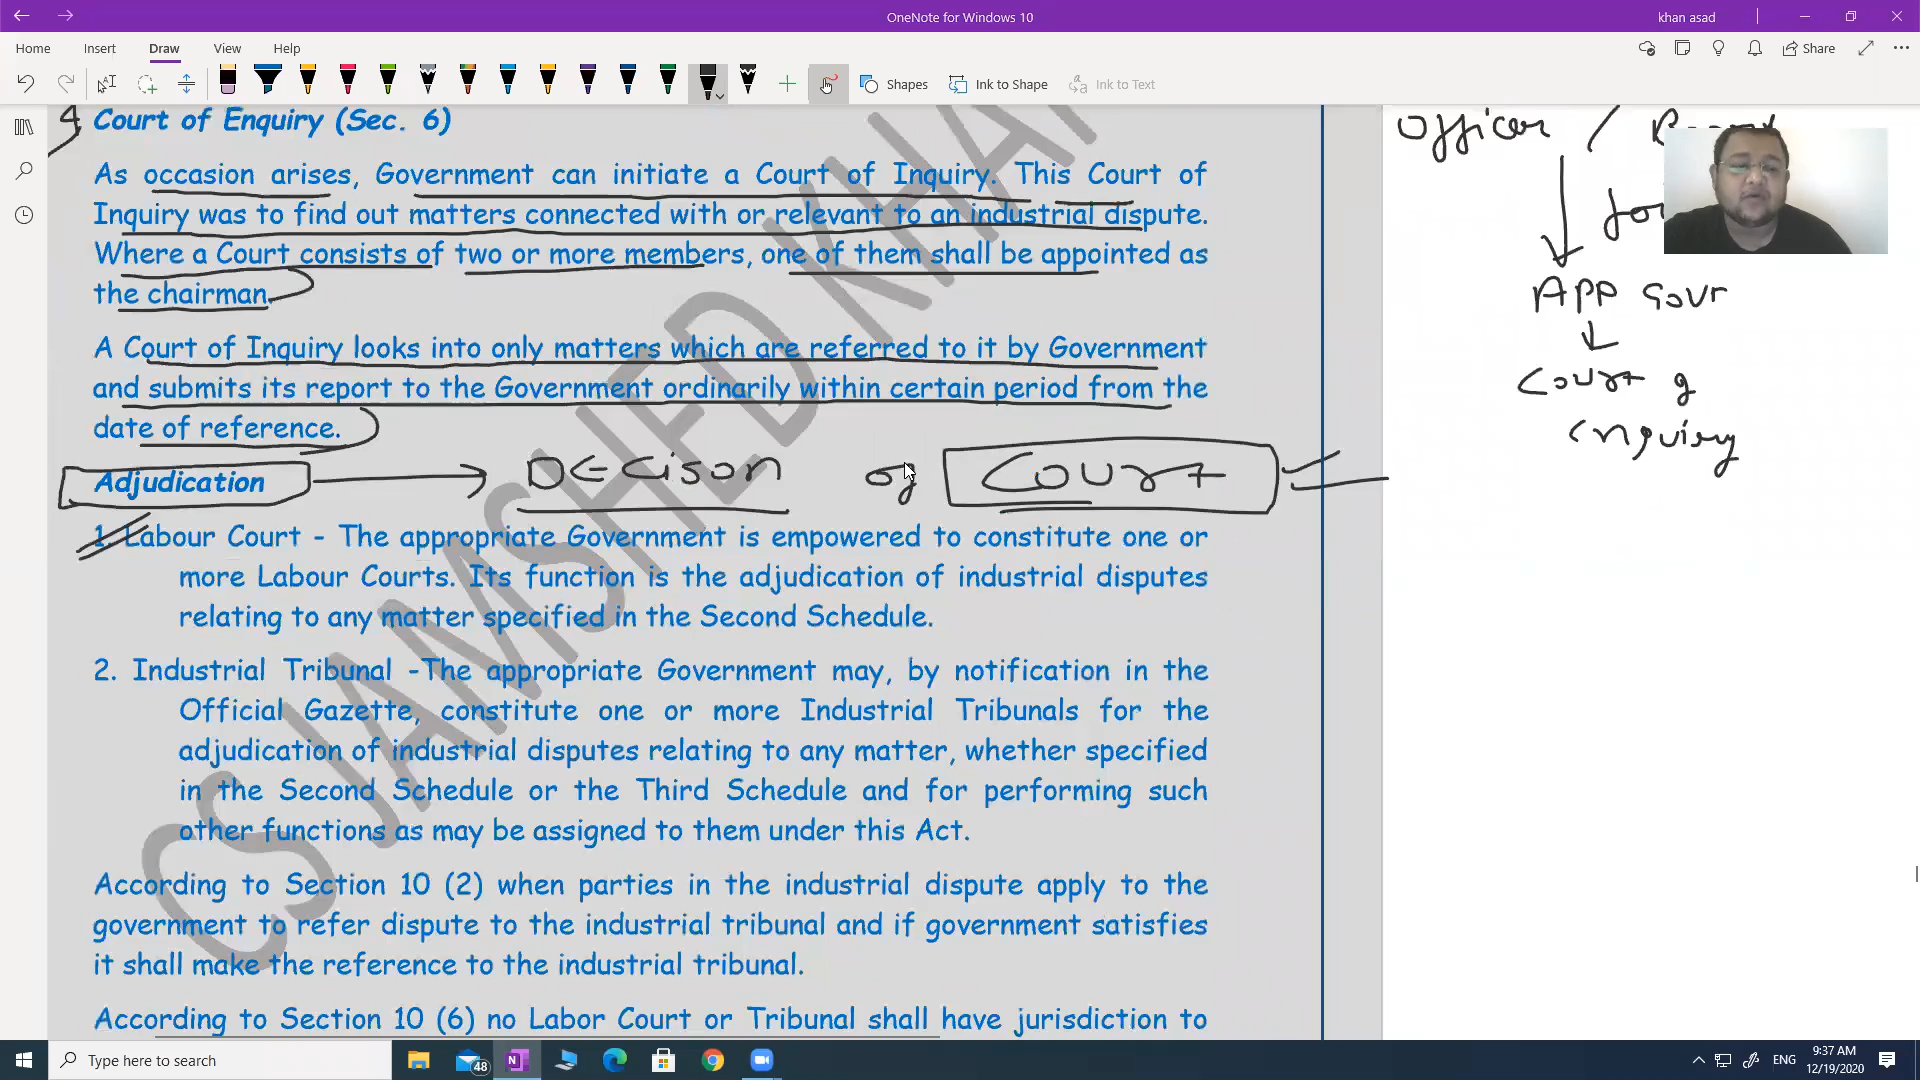 OneNote for Windows 10
khan asad
Home Insert Draw View Help
Share
Shapes
Ink to Shape
Ink to Text
4
Court of Enquiry (Sec. 6)
As occasion arises, Government can initiate a Court of Inquiry. This Court of
Inquiry was to find out matters connected with or relevant to an industrial dispute.
Where a Court consists of two or more members, one of them shall be appointed as
the chairman.
A Court of Inquiry looks into only matters which are referred to it by Government
and submits its report to the Government ordinarily within certain period from the
date of reference.
Adjudication
DECison of Court
1. Labour Court - The appropriate Government is empowered to constitute one or
more Labour Courts. Its function is the adjudication of industrial disputes
relating to any matter specified in the Second Schedule.
2. Industrial Tribunal -The appropriate Government may, by notification in the
Official Gazette, constitute one or more Industrial Tribunals for the
adjudication of industrial disputes relating to any matter, whether specified
in the Second Schedule or the Third Schedule and for performing such
other functions as may be assigned to them under this Act.
According to Section 10 (2) when parties in the industrial dispute apply to the
government to refer dispute to the industrial tribunal and if government satisfies
it shall make the reference to the industrial tribunal.
According to Section 10 (6) no Labor Court or Tribunal shall have jurisdiction to
CS JAMSHED KHAN
Officer /
APP Govr
Court of
enquiry
Type here to search
48
ENG
9:37 AM
12/19/2020